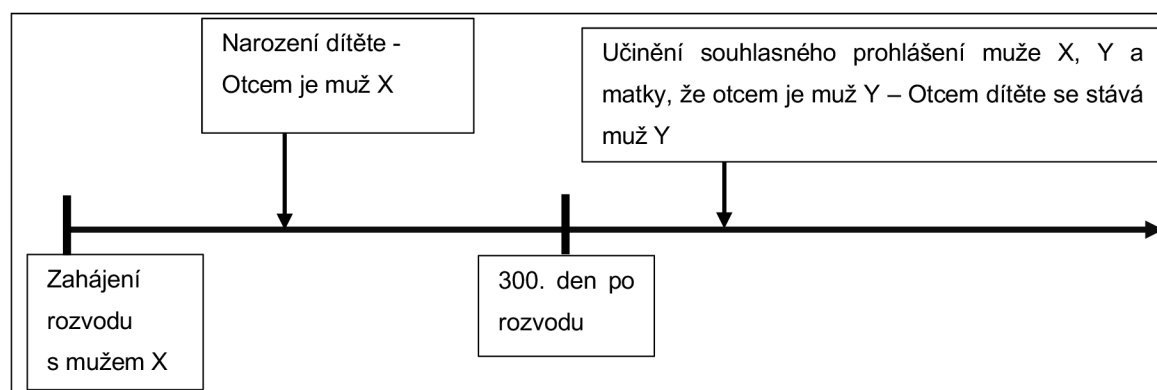 Narození dítěte -
Otcem je muž X
Učinění souhlasného prohlášení muže X, Y a
matky, že otcem je muž Y – Otcem dítěte se stává
muž Y
Zahájení
rozvodu
s mužem X
300. den po
rozvodu